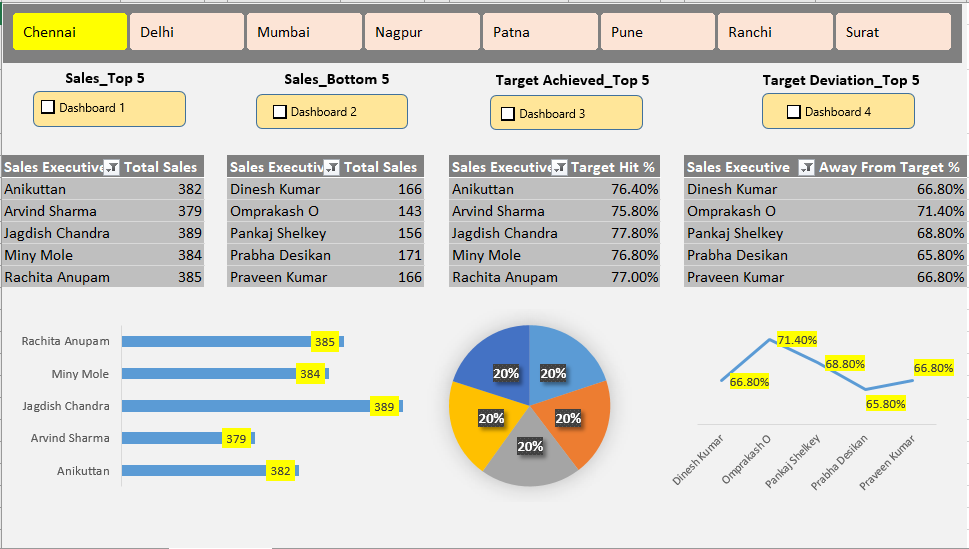 Chennai Delhi Mumbai Nagpur Patna Pune Ranchi Surat
Sales_Top 5 Sales_Bottom 5 Target Achieved_Top 5 Target Deviation_Top 5
Dashboard 1 Dashboard 2 Dashboard 3 Dashboard 4
Sales Executive Total Sales
Anikuttan 382
Arvind Sharma 379
Jagdish Chandra 389
Miny Mole 384
Rachita Anupam 385
Sales Executiv Total Sales
Dinesh Kumar 166
Omprakash O 143
Pankaj Shelkey 156
Prabha Desikan 171
Praveen Kumar 166
Sales Executive Target Hit %
Anikuttan 76.40%
Arvind Sharma 75.80%
Jagdish Chandra 77.80%
Miny Mole 76.80%
Rachita Anupam 77.00%
Sales Executive Away From Target %
Dinesh Kumar 66.80%
Omprakash O 71.40%
Pankaj Shelkey 68.80%
Prabha Desikan 65.80%
Praveen Kumar 66.80%
Rachita Anupam 385
Miny Mole 384
Jagdish Chandra 389
Arvind Sharma 379
Anikuttan 382
20% 20%
20% 20%
20%
71.40%
68.80%
66.80%
66.80%
65.80%
Dinesh Kumar
Omprakash O
Pankaj Shelkey
Prabha Desikan
Praveen Kumar